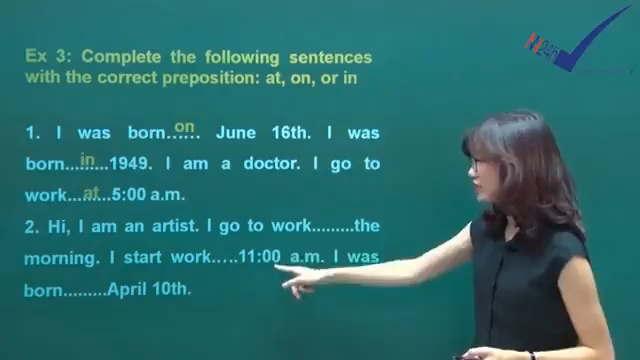 Ex 3: Complete the following sentences
with the correct preposition: at, on, or in
1. I was born...on... June 16th. I was
born...in...1949. I am a doctor. I go to
work...at...5:00 a.m.
2. Hi, I am an artist. I go to work.........the
morning. I start work.....11:00 a.m. I was
born.........April 10th.